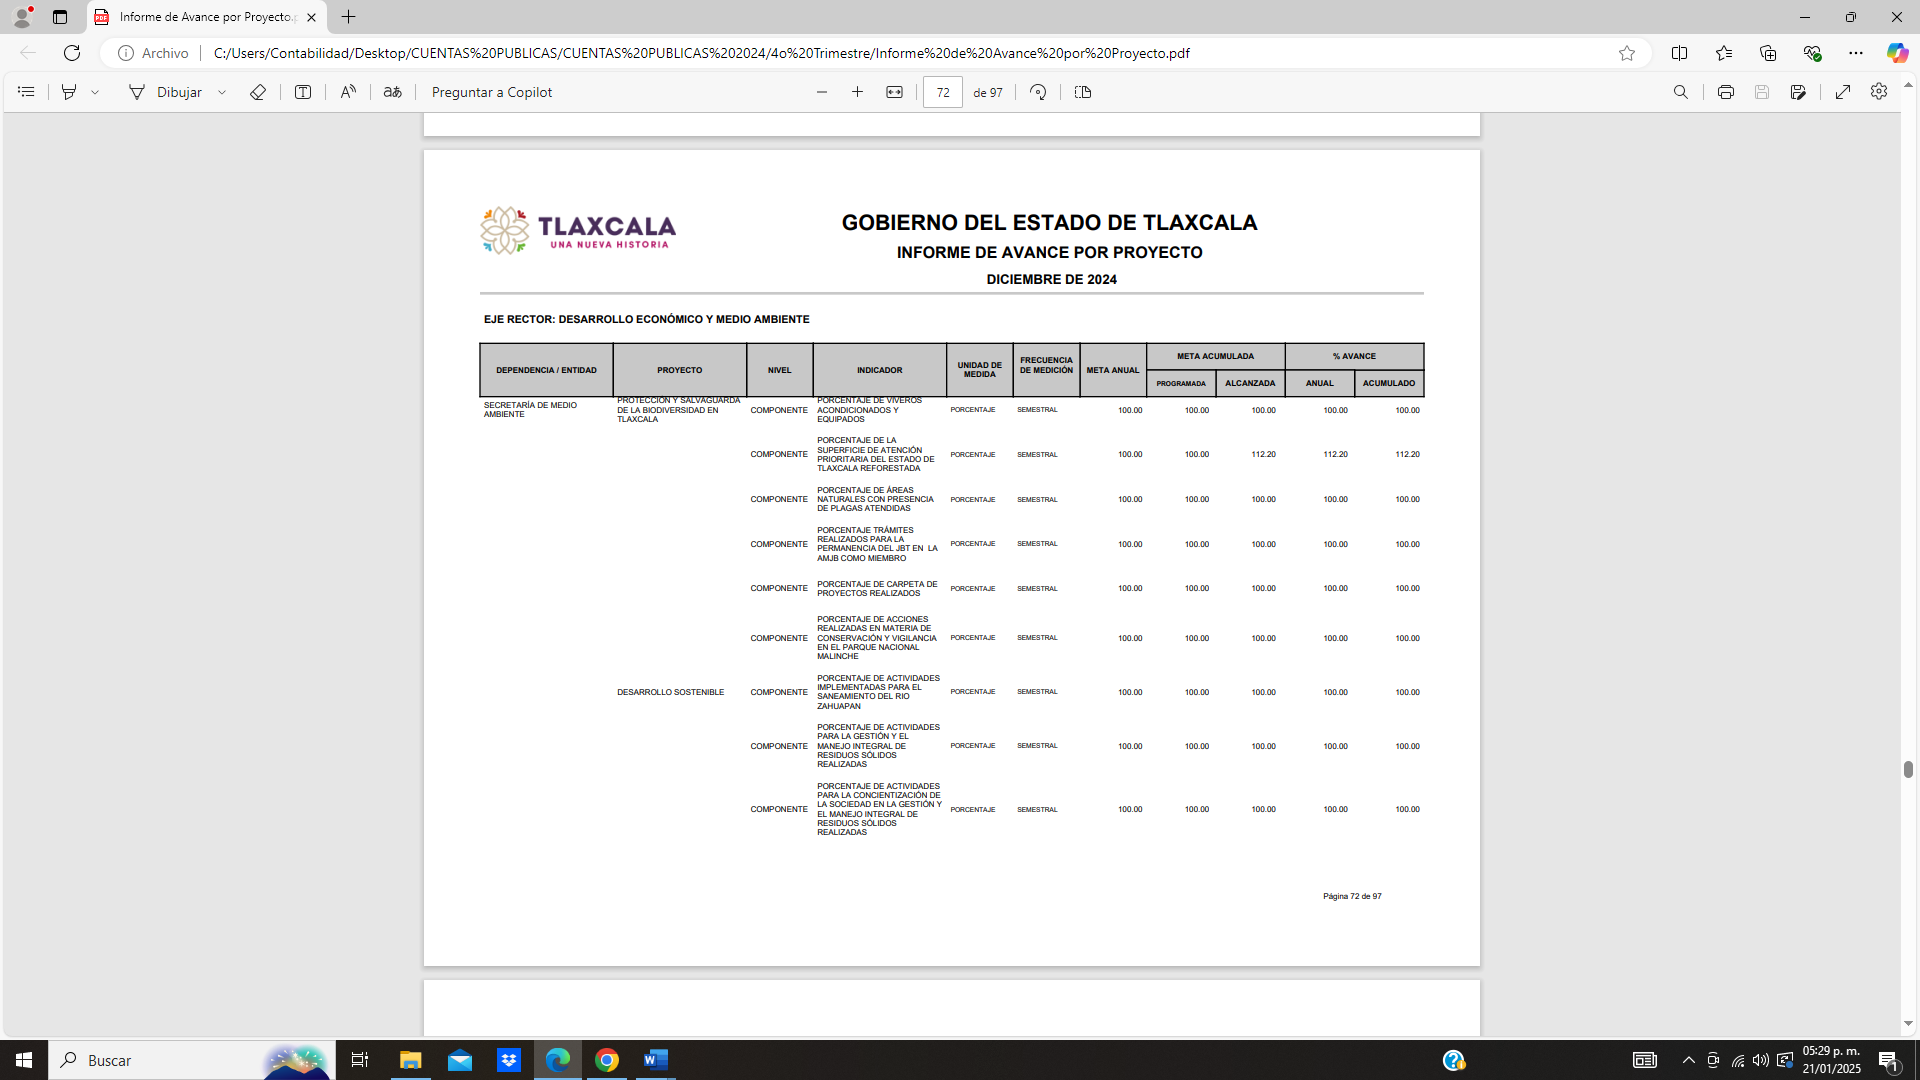 Informe de Avance por Proyecto.p
Archivo
C:/Users/Contabilidad/Desktop/CUENTAS%20PUBLICAS/CUENTAS%20PUBLICAS%202024/4o%20Trimestre/Informe%20de%20Avance%20por%20Proyecto.pdf
Dibujar
aあ
Preguntar a Copilot
72 de 97
TLAXCALA
UNA NUEVA HISTORIA
GOBIERNO DEL ESTADO DE TLAXCALA
INFORME DE AVANCE POR PROYECTO
DICIEMBRE DE 2024
EJE RECTOR: DESARROLLO ECONÓMICO Y MEDIO AMBIENTE
DEPENDENCIA / ENTIDAD
PROYECTO
NIVEL
INDICADOR
UNIDAD DE
MEDIDA
FRECUENCIA
DE MEDICIÓN
META ANUAL
META ACUMULADA
PROGRAMADA
ALCANZADA
% AVANCE
ANUAL
ACUMULADO
SECRETARÍA DE MEDIO
AMBIENTE
PROTECCIÓN Y SALVAGUARDA
DE LA BIODIVERSIDAD EN
TLAXCALA
COMPONENTE
PORCENTAJE DE VIVEROS
ACONDICIONADOS Y
EQUIPADOS
PORCENTAJE SEMESTRAL 100.00 100.00 100.00 100.00 100.00
COMPONENTE
PORCENTAJE DE LA
SUPERFICIE DE ATENCIÓN
PRIORITARIA DEL ESTADO DE
TLAXCALA REFORESTADA
PORCENTAJE SEMESTRAL 100.00 100.00 112.20 112.20 112.20
COMPONENTE
PORCENTAJE DE ÁREAS
NATURALES CON PRESENCIA
DE PLAGAS ATENDIDAS
PORCENTAJE SEMESTRAL 100.00 100.00 100.00 100.00 100.00
COMPONENTE
PORCENTAJE TRÁMITES
REALIZADOS PARA LA
PERMANENCIA DEL JBT EN LA
AMJB COMO MIEMBRO
PORCENTAJE SEMESTRAL 100.00 100.00 100.00 100.00 100.00
COMPONENTE
PORCENTAJE DE CARPETA DE
PROYECTOS REALIZADOS
PORCENTAJE SEMESTRAL 100.00 100.00 100.00 100.00 100.00
COMPONENTE
PORCENTAJE DE ACCIONES
REALIZADAS EN MATERIA DE
CONSERVACIÓN Y VIGILANCIA
EN EL PARQUE NACIONAL
MALINCHE
PORCENTAJE SEMESTRAL 100.00 100.00 100.00 100.00 100.00
DESARROLLO SOSTENIBLE
COMPONENTE
PORCENTAJE DE ACTIVIDADES
IMPLEMENTADAS PARA EL
SANEAMIENTO DEL RIO
ZAHUAPAN
PORCENTAJE SEMESTRAL 100.00 100.00 100.00 100.00 100.00
COMPONENTE
PORCENTAJE DE ACTIVIDADES
PARA LA GESTIÓN Y EL
MANEJO INTEGRAL DE
RESIDUOS SÓLIDOS
REALIZADAS
PORCENTAJE SEMESTRAL 100.00 100.00 100.00 100.00 100.00
COMPONENTE
PORCENTAJE DE ACTIVIDADES
PARA LA CONCIENTIZACIÓN DE
LA SOCIEDAD EN LA GESTIÓN Y
EL MANEJO INTEGRAL DE
RESIDUOS SÓLIDOS
REALIZADAS
PORCENTAJE SEMESTRAL 100.00 100.00 100.00 100.00 100.00
Página 72 de 97
Buscar
05:29 p. m.
21/01/2025
1